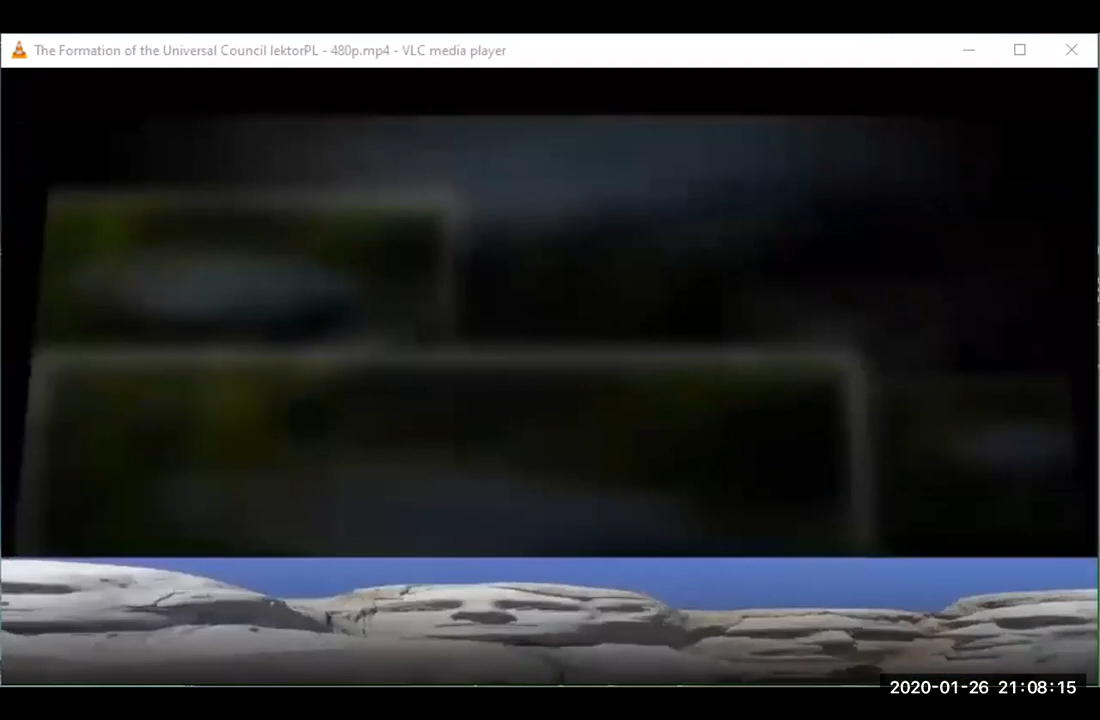 The Formation of the Universal Council lektorPL - 480p.mp4 - VLC media player
2020-01-26 21:08:15